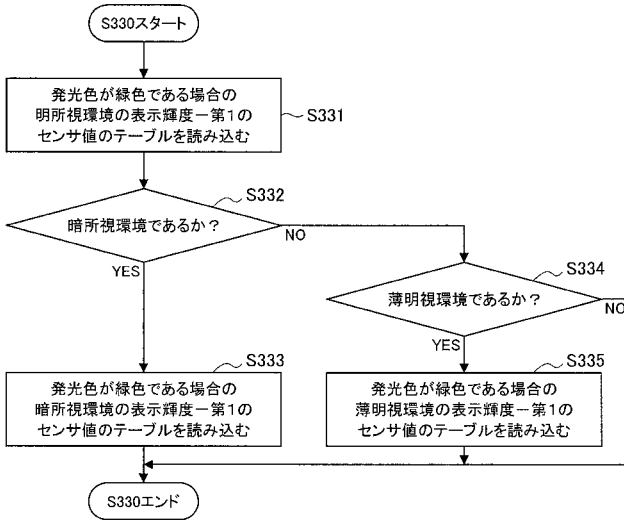 S330スタート
発光色が緑色である場合の
明所視環境の表示輝度－第1の
センサ値のテーブルを読み込む
S331
S332
暗所視環境であるか？
NO
YES
S334
薄明視環境であるか？
NO
YES
S333
発光色が緑色である場合の
暗所視環境の表示輝度－第1の
センサ値のテーブルを読み込む
S335
発光色が緑色である場合の
薄明視環境の表示輝度－第1の
センサ値のテーブルを読み込む
S330エンド